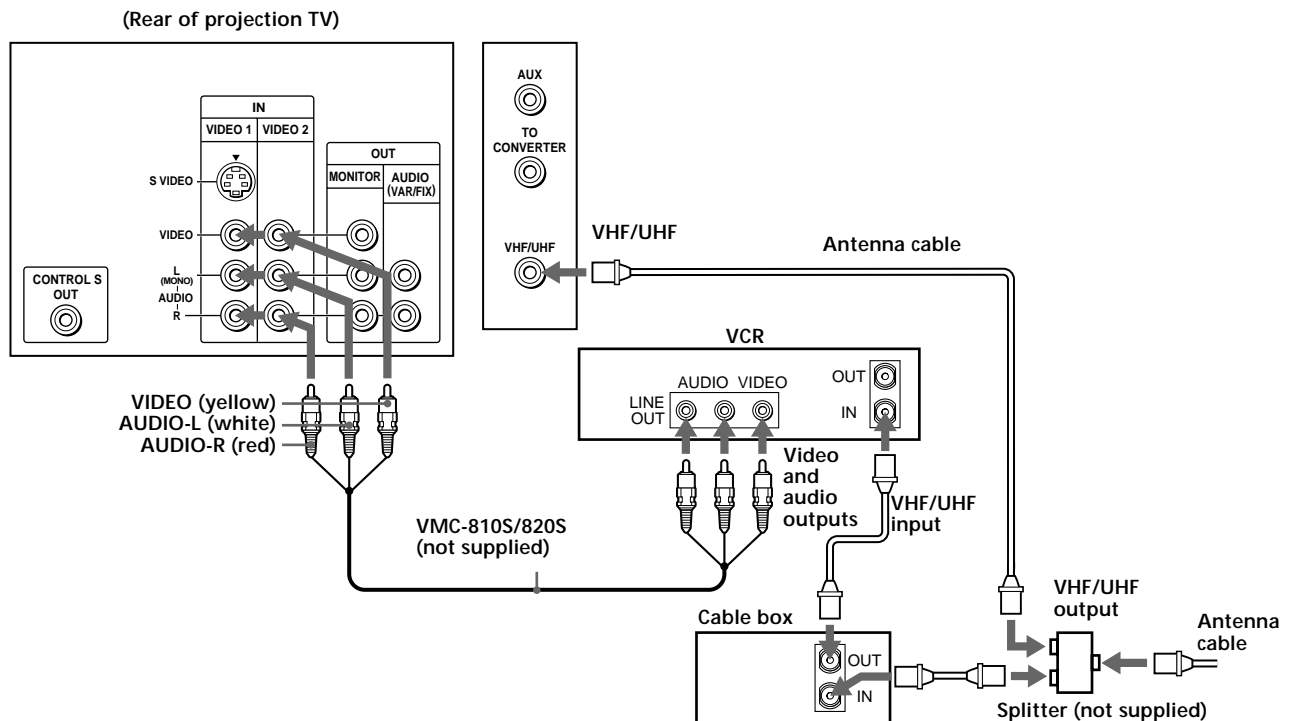 (Rear of projection TV)
IN
VIDEO 1 VIDEO 2
S VIDEO
VIDEO
L
(MONO)
AUDIO
R
OUT
MONITOR AUDIO
(VAR/FIX)
CONTROL S
OUT
AUX
TO
CONVERTER
VHF/UHF
VHF/UHF
Antenna cable
VCR
AUDIO VIDEO
LINE
OUT
OUT
IN
VIDEO (yellow)
AUDIO-L (white)
AUDIO-R (red)
Video
and
audio
outputs
VHF/UHF
input
VMC-810S/820S
(not supplied)
Cable box
OUT
IN
VHF/UHF
output
Antenna
cable
Splitter (not supplied)